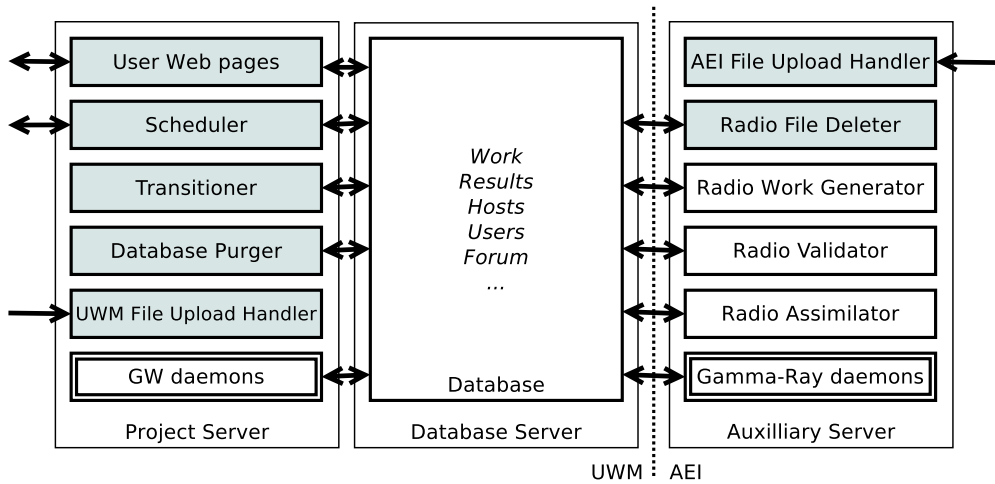 User Web pages
Scheduler
Transitioner
Database Purger
UWM File Upload Handler
GW daemons
Project Server
Work
Results
Hosts
Users
Forum
...
Database
Database Server
AEI File Upload Handler
Radio File Deleter
Radio Work Generator
Radio Validator
Radio Assimilator
Gamma-Ray daemons
Auxilliary Server
UWM
AEI